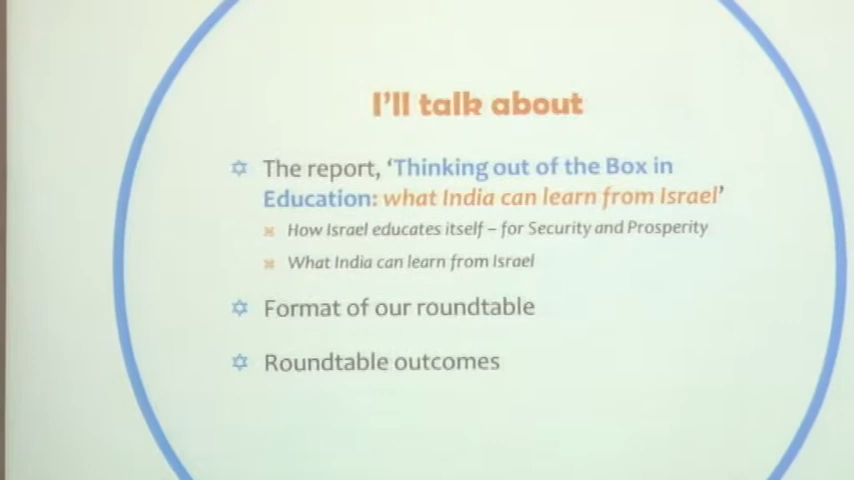 I'll talk about
The report, 'Thinking out of the Box in
Education: what India can learn from Israel'
How Israel educates itself – for Security and Prosperity
What India can learn from Israel
Format of our roundtable
Roundtable outcomes